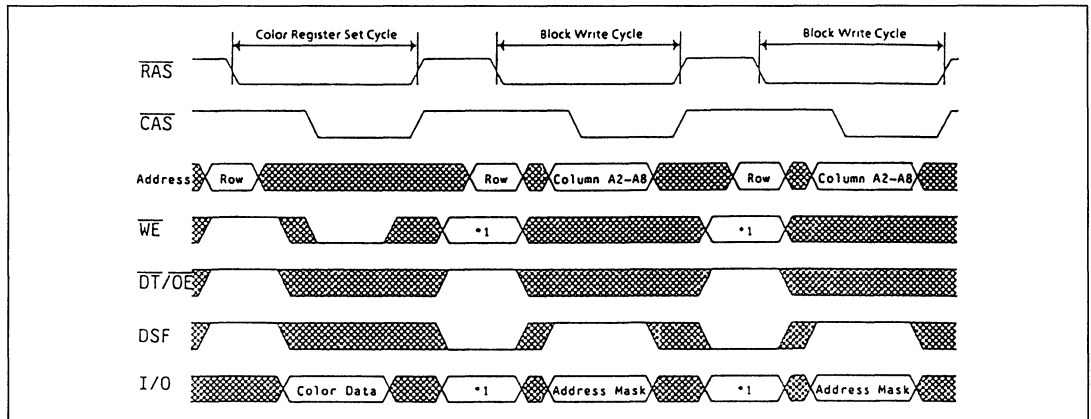 Color Register Set Cycle Block Write Cycle Block Write Cycle
RAS
CAS
Address Row Row Column A2-A8 Row Column A2-A8
WE *1 *1
DT/OE
DSF
I/O Color Data *1 Address Mask *1 Address Mask